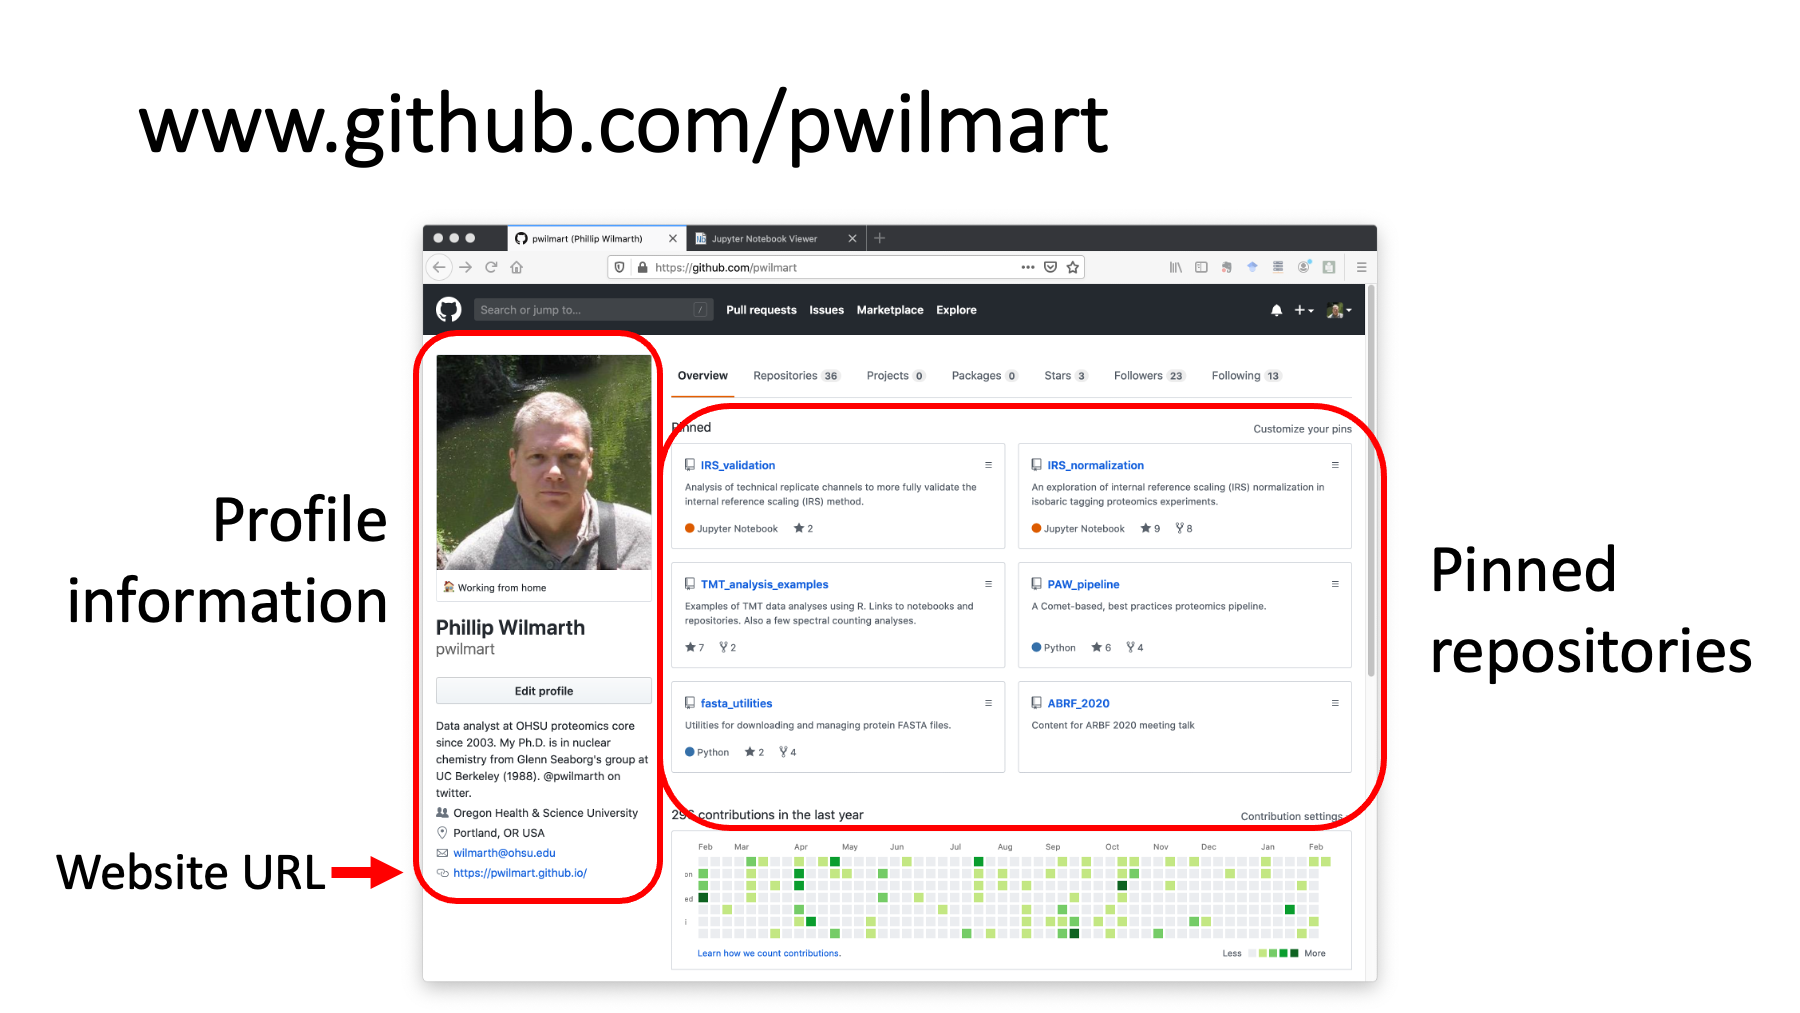 www.github.com/pwilmart
pwilmart (Phillip Wilmarth)
Jupyter Notebook Viewer
https://github.com/pwilmart
Search or jump to...
/
Pull requests Issues Marketplace Explore
Overview Repositories 36 Projects 0 Packages 0 Stars 3 Followers 23 Following 13
Profile
information
Working from home
Phillip Wilmarth
pwilmart
Edit profile
Data analyst at OHSU proteomics core
since 2003. My Ph.D. is in nuclear
chemistry from Glenn Seaborg's group at
UC Berkeley (1988). @pwilmarth on
twitter.
Oregon Health & Science University
Portland, OR USA
wilmarth@ohsu.edu
Website URL
https://pwilmart.github.io/
Pinned
Customize your pins
IRS_validation
Analysis of technical replicate channels to more fully validate the
internal reference scaling (IRS) method.
Jupyter Notebook 2
IRS_normalization
An exploration of internal reference scaling (IRS) normalization in
isobaric tagging proteomics experiments.
Jupyter Notebook 9 8
TMT_analysis_examples
Examples of TMT data analyses using R. Links to notebooks and
repositories. Also a few spectral counting analyses.
7 2
PAW_pipeline
A Comet-based, best practices proteomics pipeline.
Python 6 4
fasta_utilities
Utilities for downloading and managing protein FASTA files.
Python 2 4
ABRF_2020
Content for ARBF 2020 meeting talk
Pinned
repositories
contributions in the last year
Contribution settings
Feb Mar Apr May Jun Jul Aug Sep Oct Nov Dec Jan Feb
on
ed
i
Learn how we count contributions.
Less More